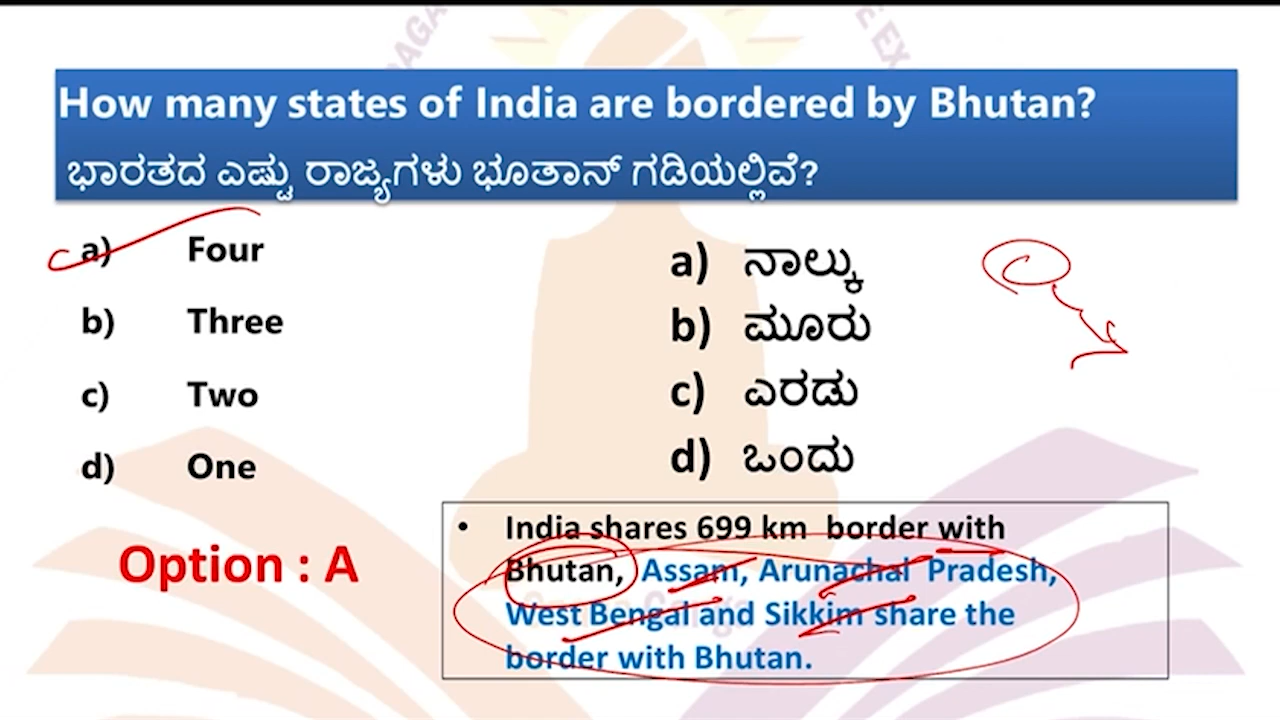 How many states of India are bordered by Bhutan?
ಭಾರತದ ಎಷ್ಟು ರಾಜ್ಯಗಳು ಭೂತಾನ್ ಗಡಿಯಲ್ಲಿವೆ?
a) Four
b) Three
c) Two
d) One
a) ನಾಲ್ಕು
b) ಮೂರು
c) ಎರಡು
d) ಒಂದು
Option : A
• India shares 699 km border with
Bhutan, Assam, Arunachal Pradesh,
West Bengal and Sikkim share the
border with Bhutan.